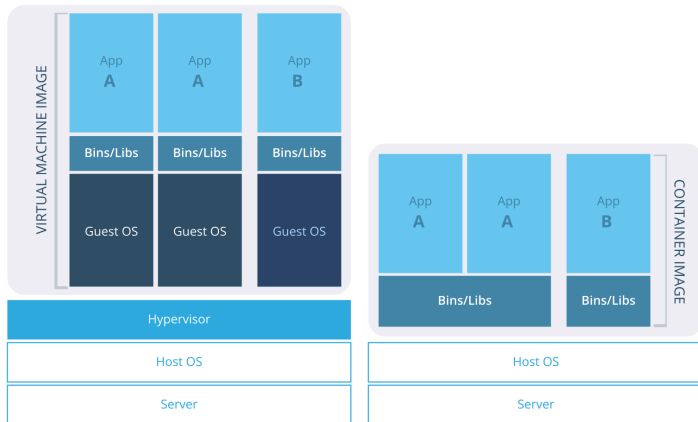 VIRTUAL MACHINE IMAGE
App
A
App
A
App
B
Bins/Libs
Bins/Libs
Bins/Libs
Guest OS
Guest OS
Guest OS
Hypervisor
Host OS
Server
App
A
App
A
App
B
Bins/Libs
Bins/Libs
CONTAINER IMAGE
Host OS
Server